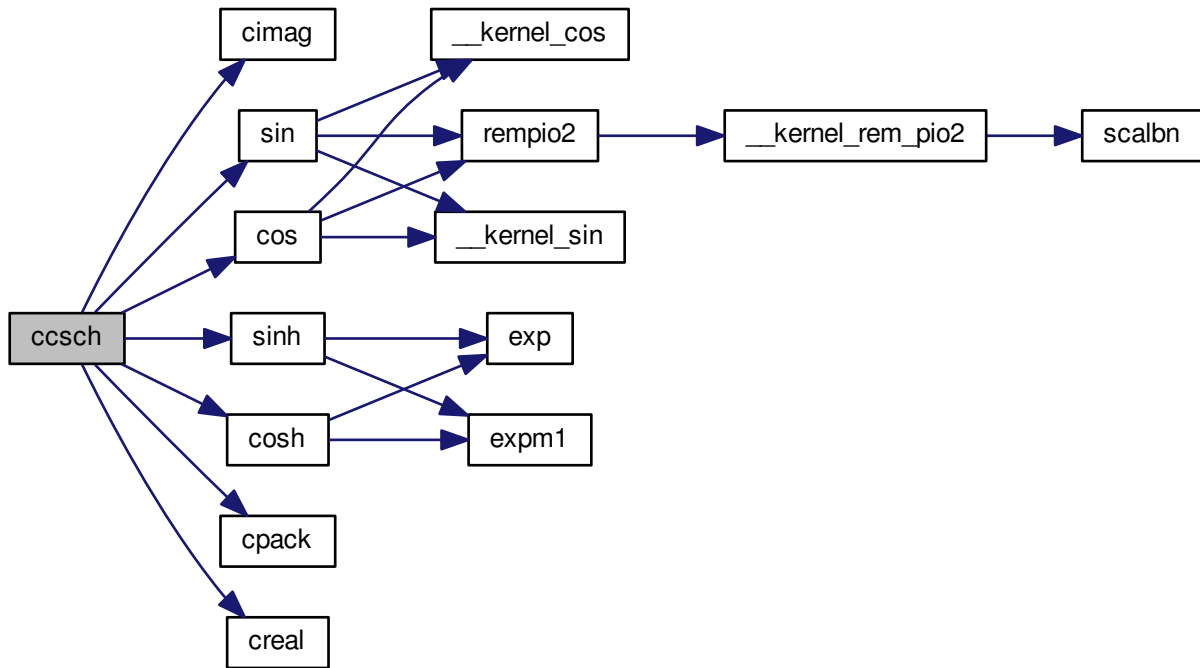 cimag
__kernel_cos
sin
rempio2
__kernel_rem_pio2
scalbn
cos
__kernel_sin
ccsch
sinh
exp
cosh
expm1
cpack
creal